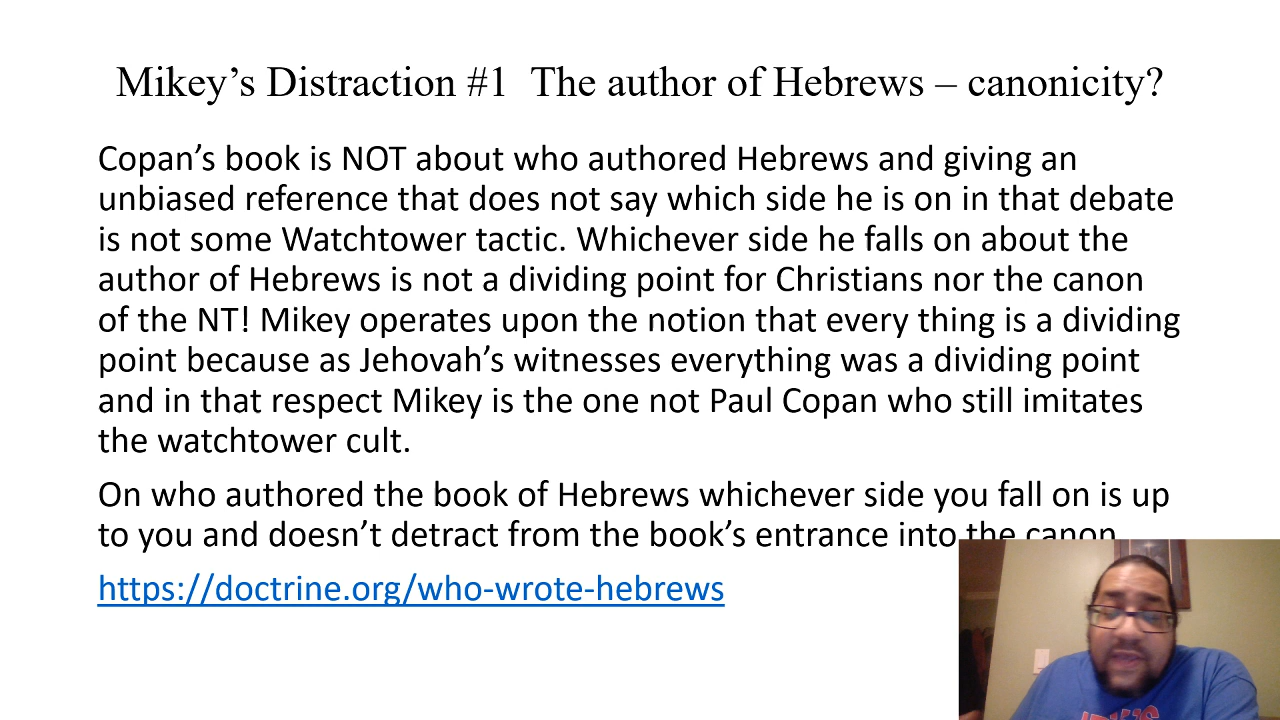 Mikey’s Distraction #1  The author of Hebrews – canonicity?
Copan’s book is NOT about who authored Hebrews and giving an
unbiased reference that does not say which side he is on in that debate
is not some Watchtower tactic. Whichever side he falls on about the
author of Hebrews is not a dividing point for Christians nor the canon
of the NT! Mikey operates upon the notion that every thing is a dividing
point because as Jehovah’s witnesses everything was a dividing point
and in that respect Mikey is the one not Paul Copan who still imitates
the watchtower cult.
On who authored the book of Hebrews whichever side you fall on is up
to you and doesn’t detract from the book’s entrance into the canon
https://doctrine.org/who-wrote-hebrews